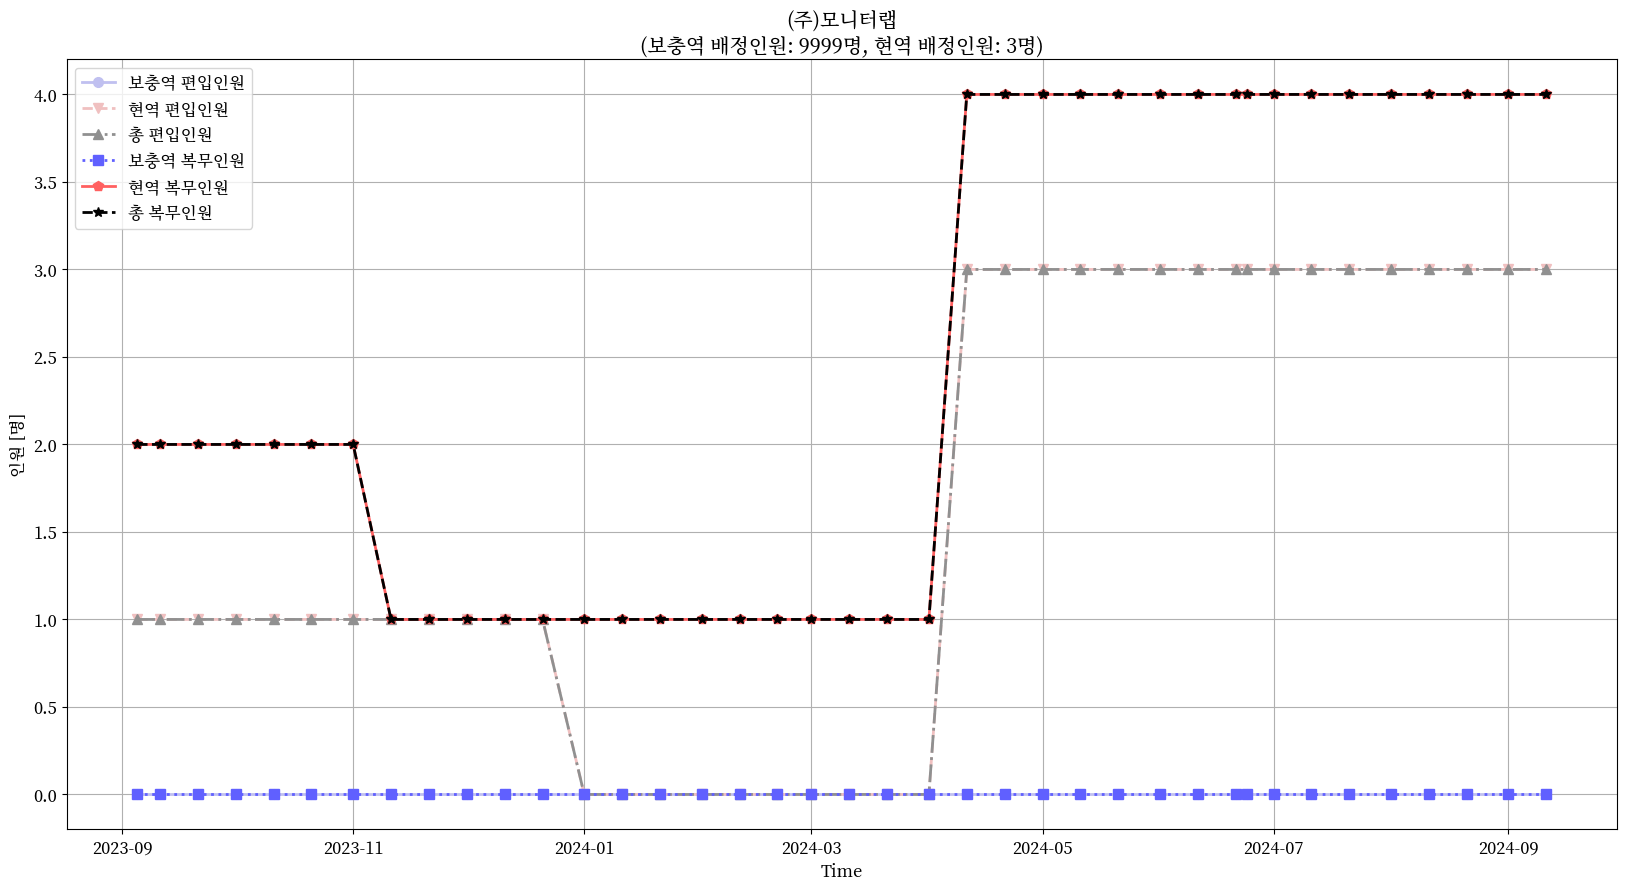 (주)모니터랩
(보충역 배정인원: 9999명, 현역 배정인원: 3명)
보충역 편입인원
현역 편입인원
총 편입인원
보충역 복무인원
현역 복무인원
총 복무인원
4.0
3.5
3.0
2.5
2.0
1.5
1.0
0.5
0.0
인원 [명]
2023-09 2023-11 2024-01 2024-03 2024-05 2024-07 2024-09
Time